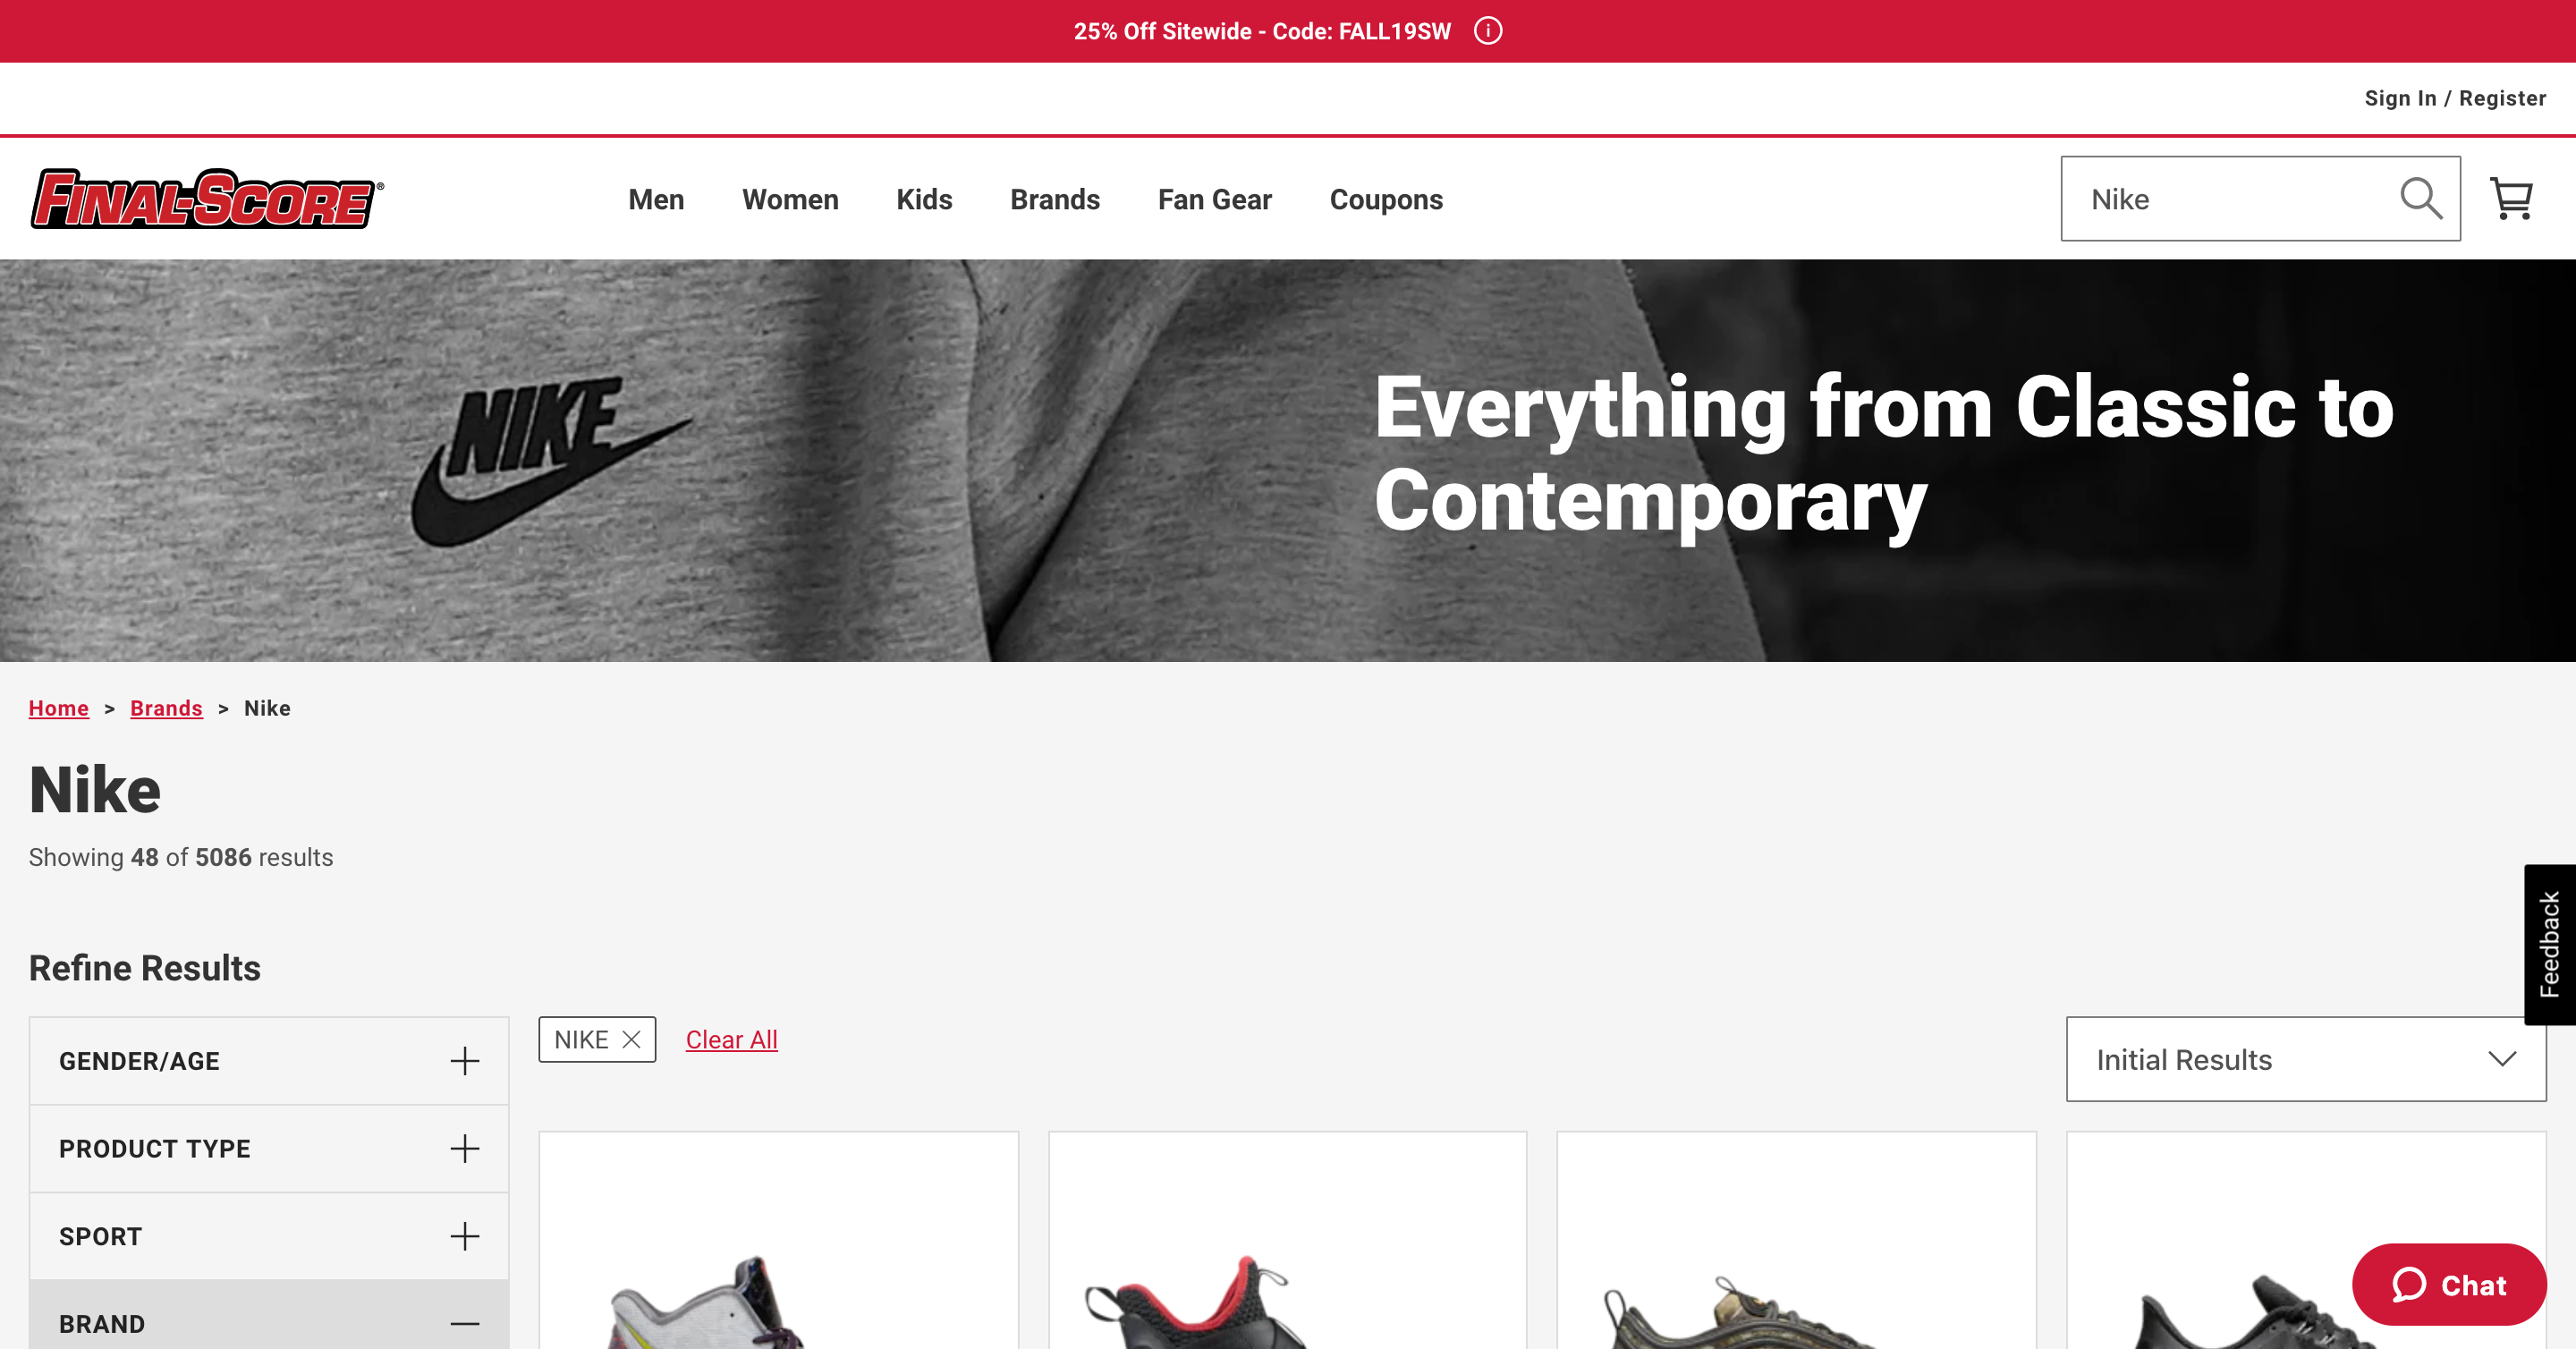 25% Off Sitewide - Code: FALL19SW
Sign In / Register
FINAL-SCORE®
Men
Women
Kids
Brands
Fan Gear
Coupons
Nike
NIKE
Everything from Classic to
Contemporary
Home > Brands > Nike
Nike
Showing 48 of 5086 results
Feedback
Refine Results
GENDER/AGE
PRODUCT TYPE
SPORT
BRAND
NIKE
Clear All
Initial Results
Chat